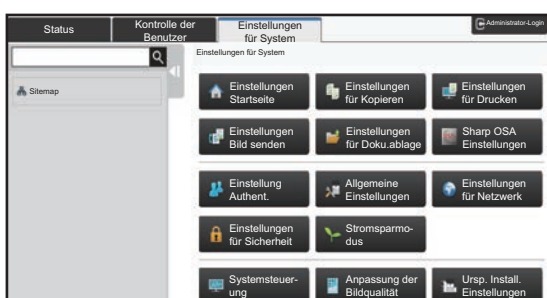 Status
Kontrolle der
Benutzer
Einstellungen
für System
Administrator-Login
Einstellungen für System
Sitemap
Einstellungen
Startseite
Einstellungen
für Kopieren
Einstellungen
für Drucken
Einstellungen
Bild senden
Einstellungen
für Doku.ablage
Sharp OSA
Einstellungen
Einstellung
Authent.
Allgemeine
Einstellungen
Einstellungen
für Netzwerk
Einstellungen
für Sicherheit
Stromsparmo-
dus
Systemsteuer-
ung
Anpassung der
Bildqualität
Ursp. Install.
Einstellungen